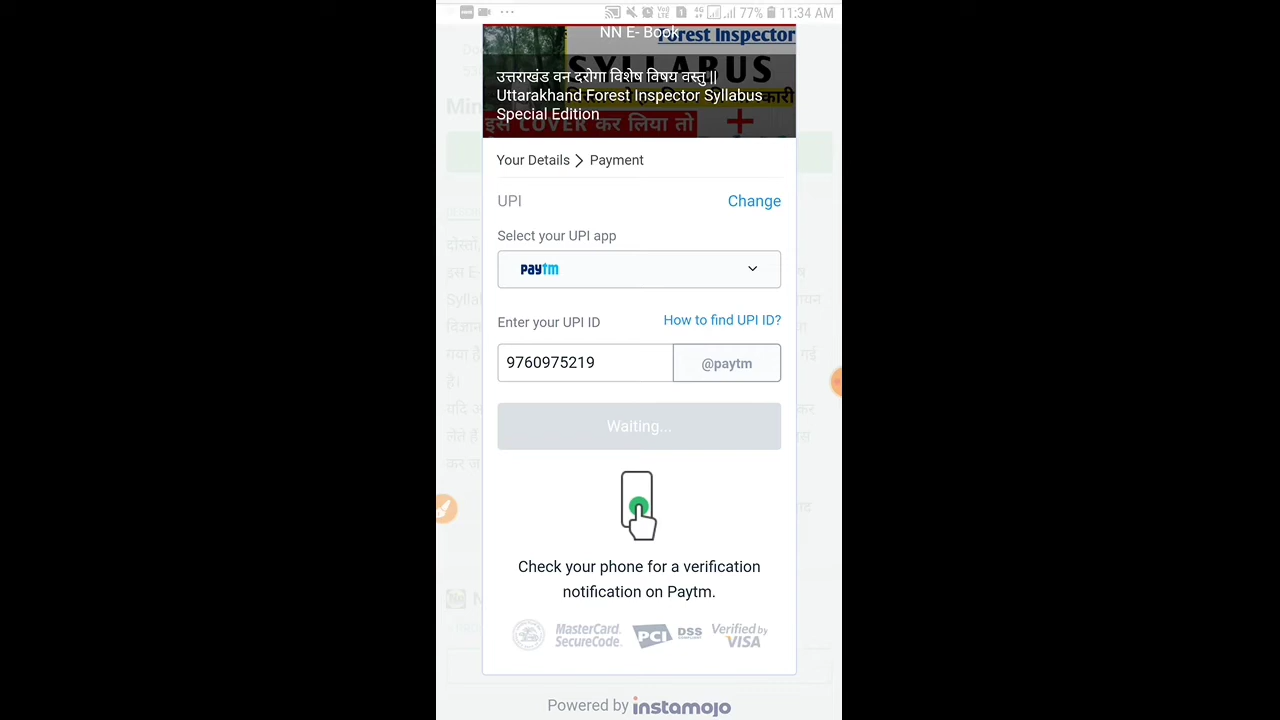 77% 11:34 AM
NN E- Book
Forest Inspector
SYLLABUS
उत्तराखंड वन दरोगा विशेष विषय वस्तु ||
Uttarakhand Forest Inspector Syllabus
Special Edition
इस COVER कर लिया तो
Your Details > Payment
UPI Change
Select your UPI app
paytm
Enter your UPI ID How to find UPI ID?
9760975219 @paytm
Waiting...
Check your phone for a verification
notification on Paytm.
MasterCard. SecureCode.
PCI DSS
Verified by VISA
Powered by instamojo